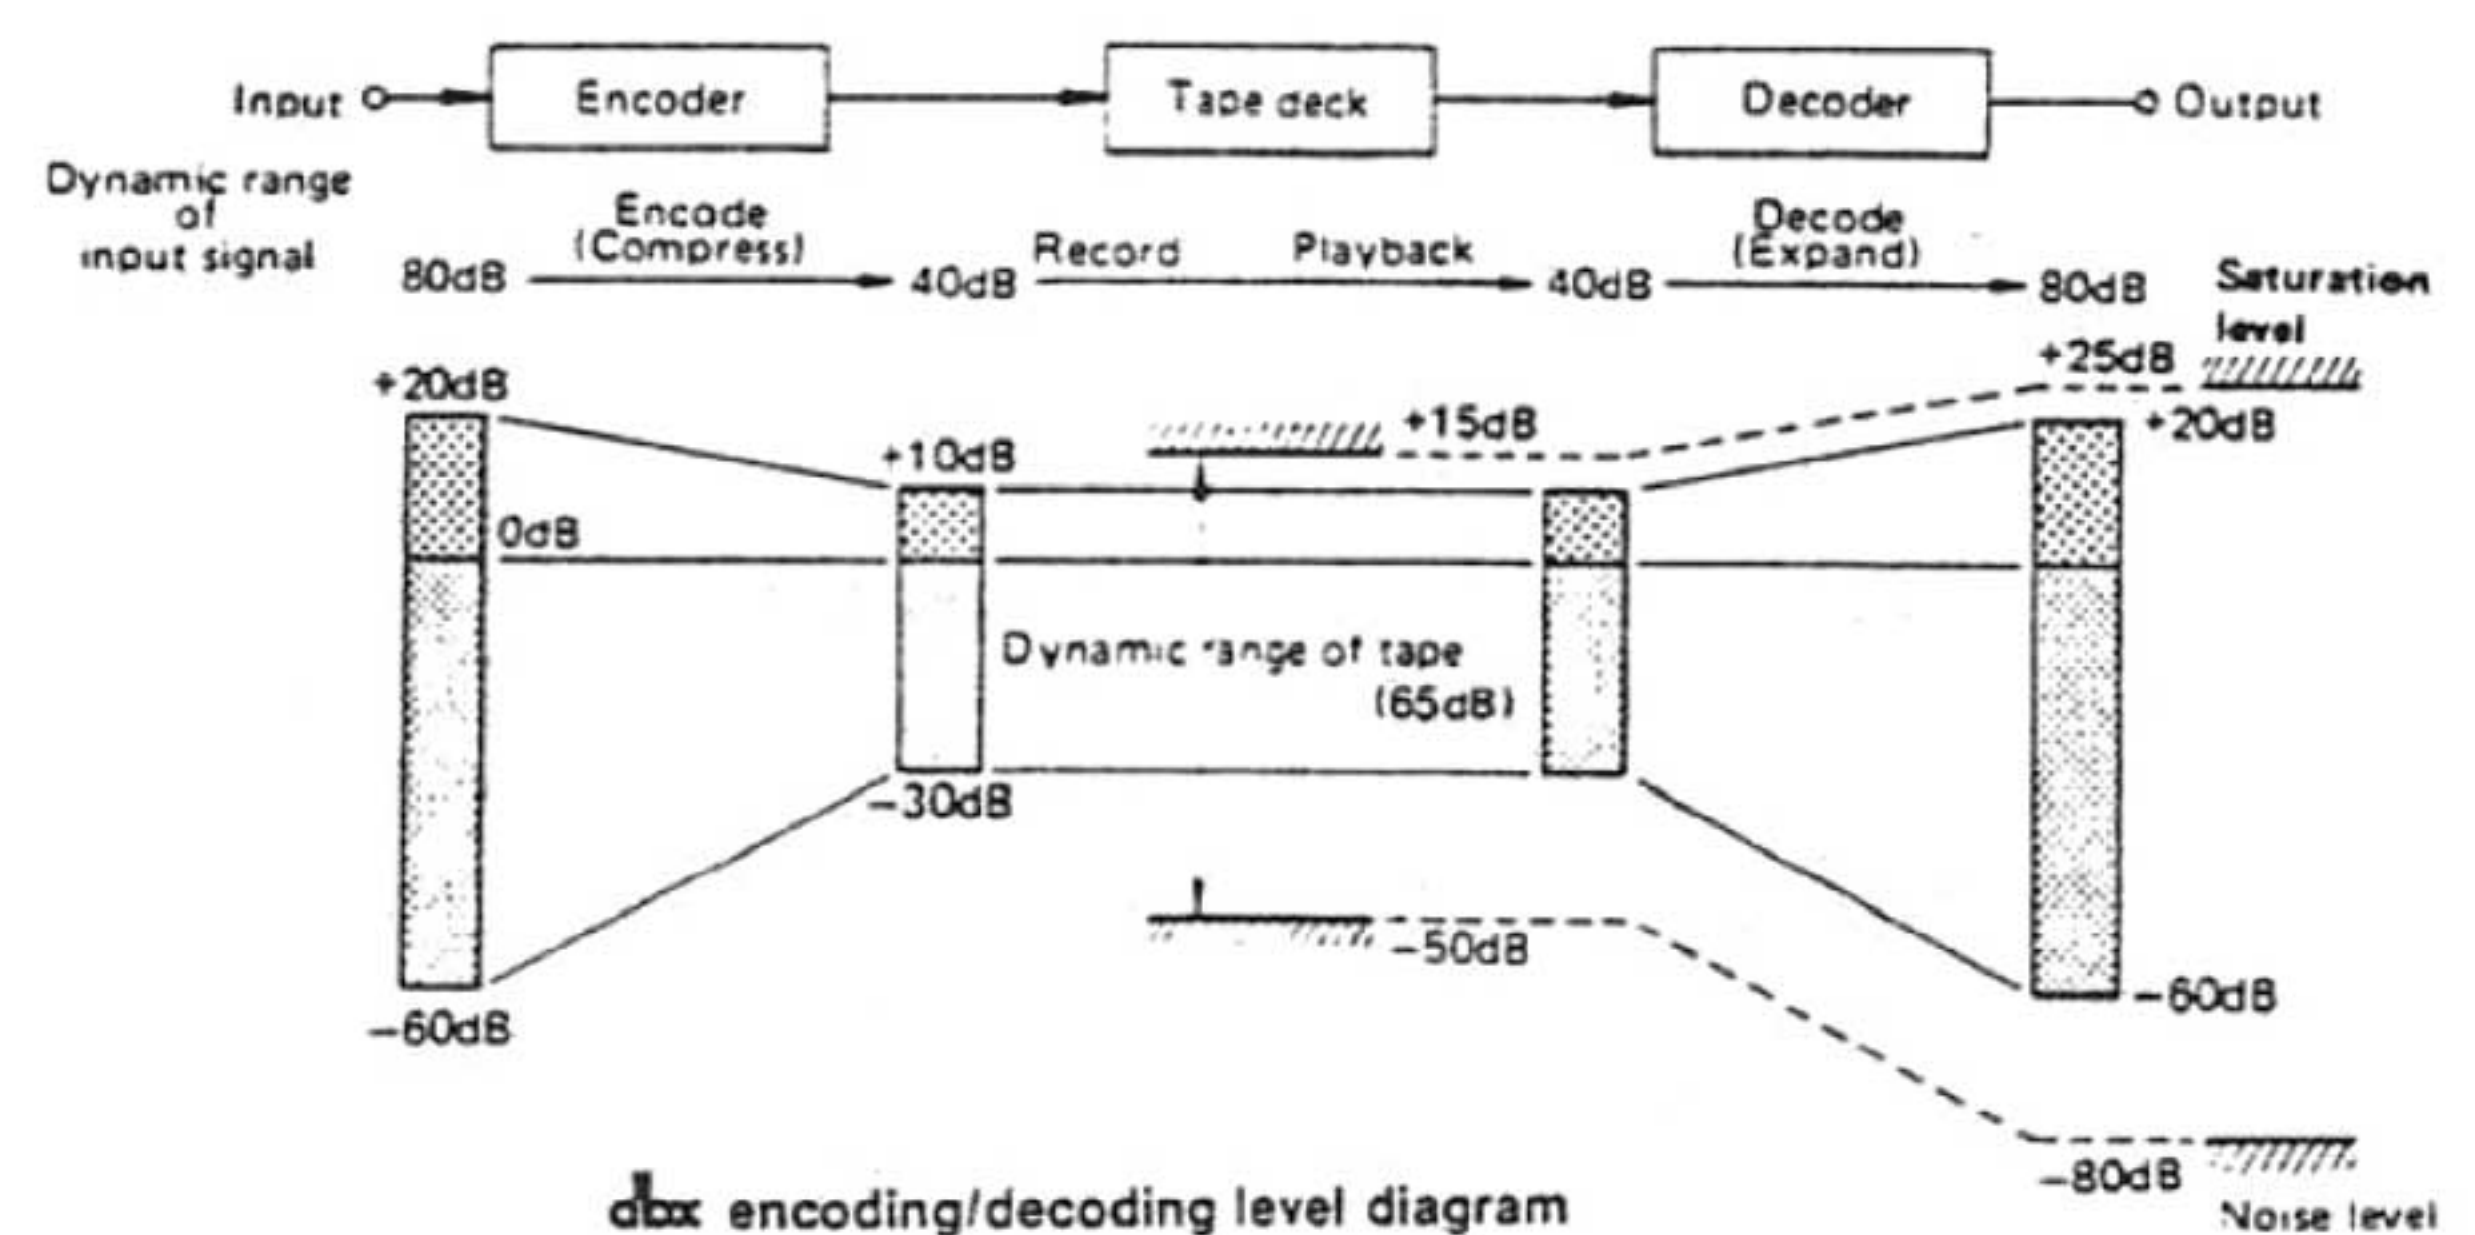 Input
Encoder
Tape deck
Decoder
Output
Dynamic range
of
input signal
80dB
Encode
(Compress)
40dB
Record
Playback
40dB
Decode
(Expand)
80dB
Saturation
level
+20dB
0dB
-60dB
+10dB
-30dB
+15dB
Dynamic range of tape
(65dB)
-50dB
+25dB
+20dB
-60dB
-80dB
Noise level
dbx encoding/decoding level diagram